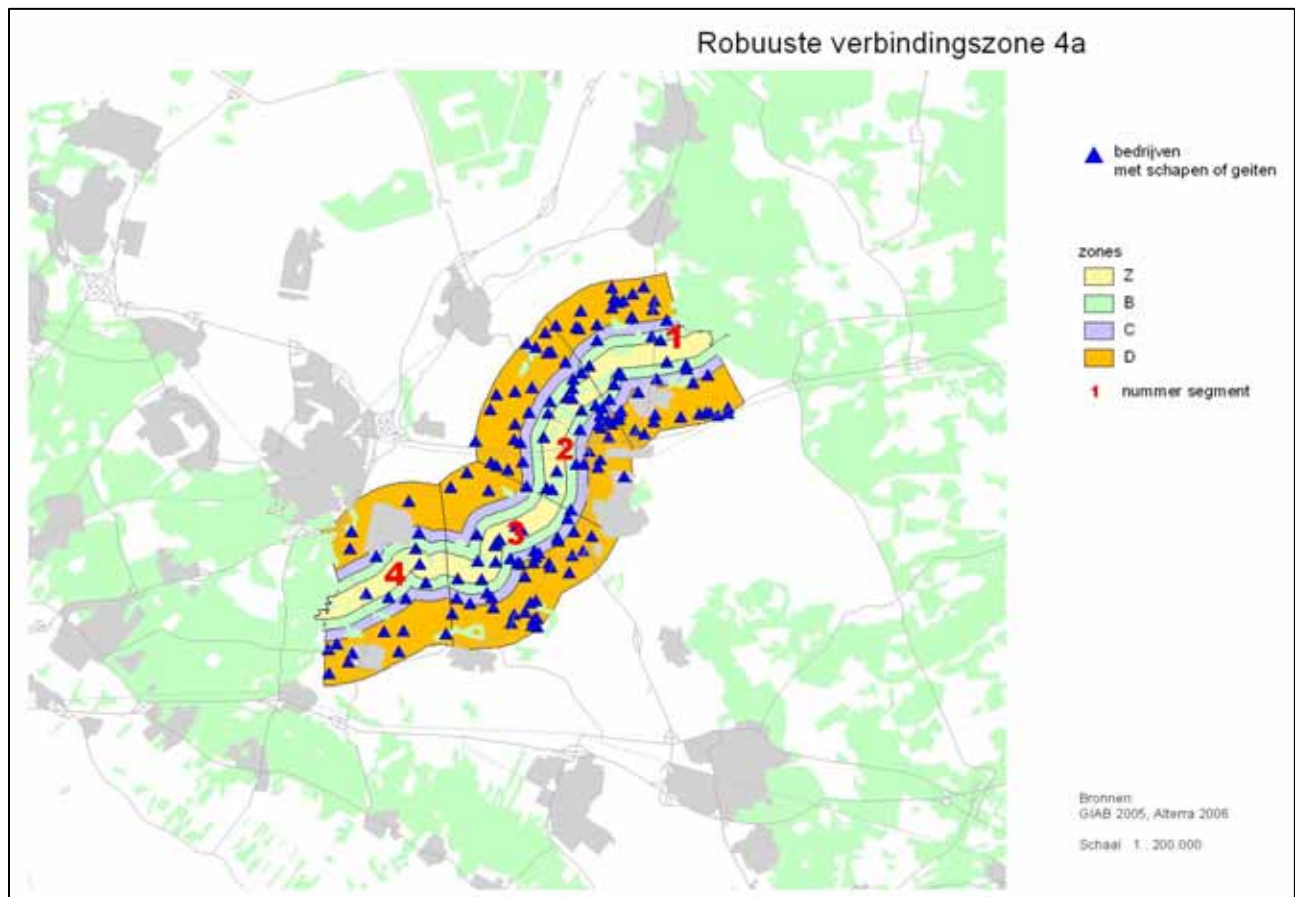 Robuuste verbindingszone 4a
bedrijven
met schapen of geiten
zones
Z
B
C
D
1 nummer segment
1
2
3
4
Bronnen
GIAB 2005, Alterra 2006
Schaal 1 : 200.000